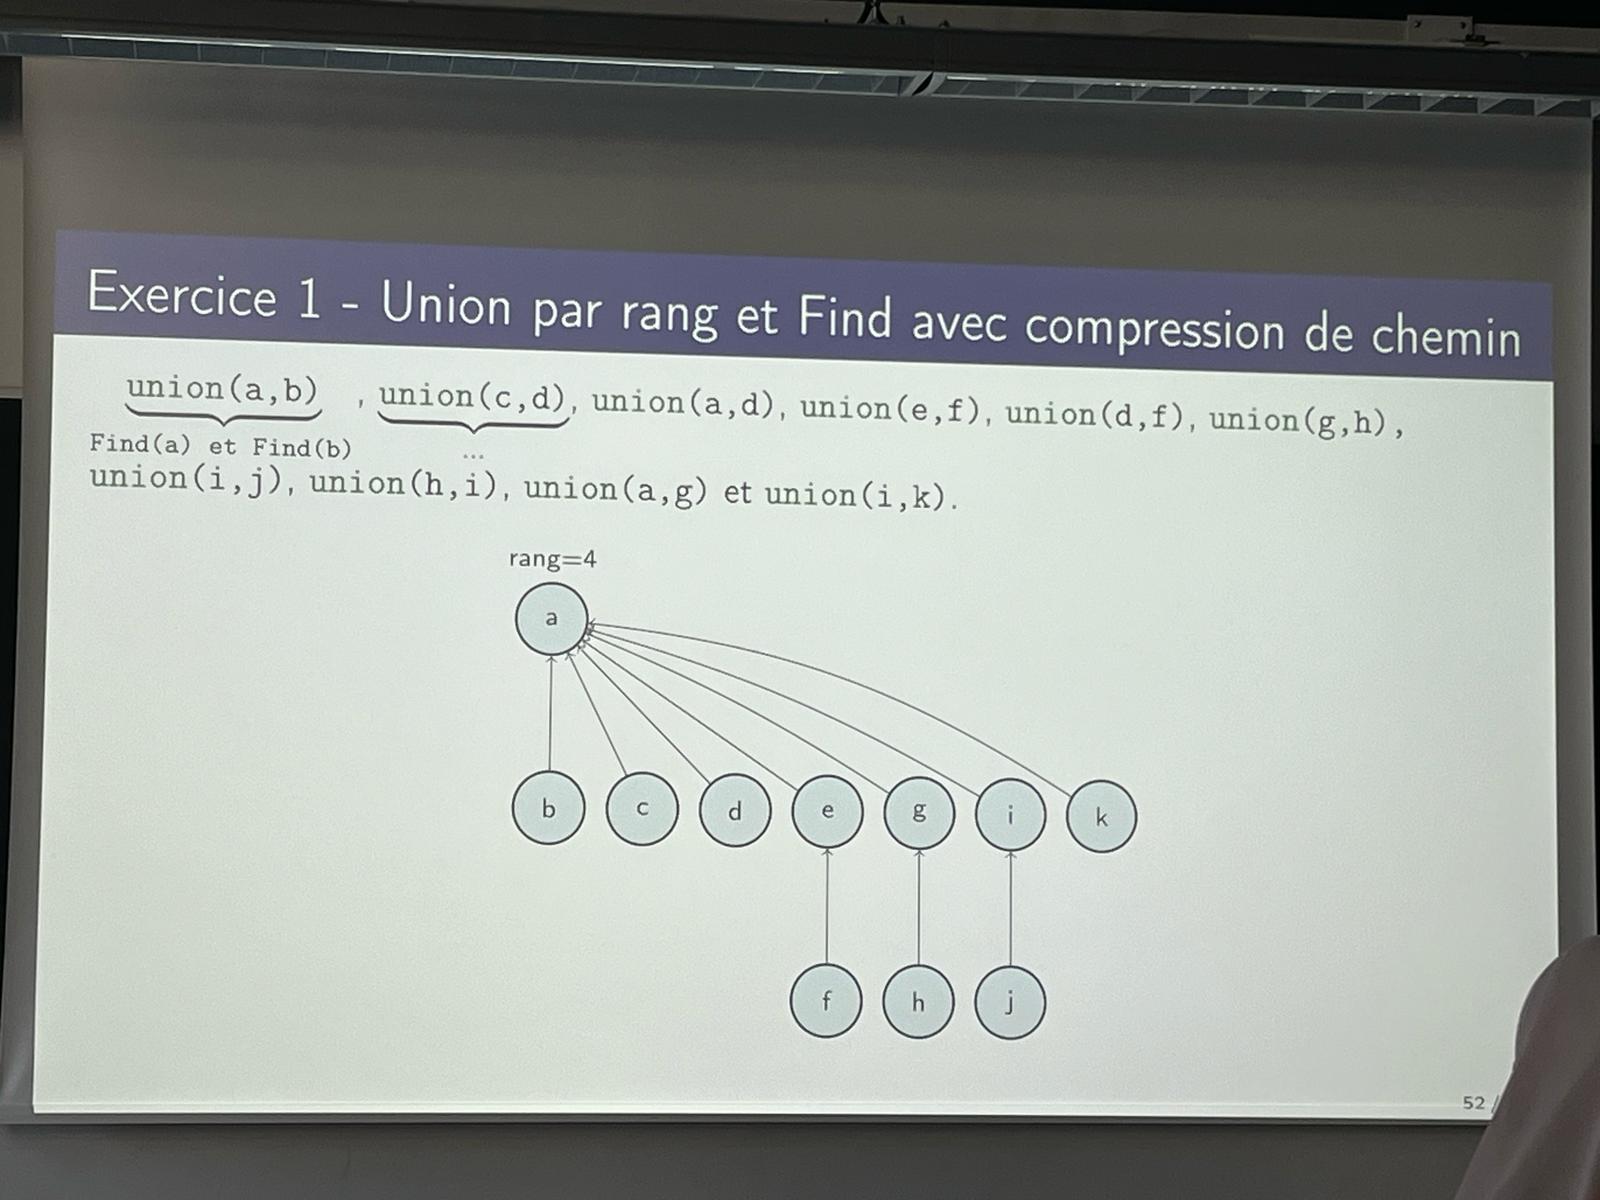 Exercice 1 - Union par rang et Find avec compression de chemin
union(a,b) , union(c,d), union(a,d), union(e,f), union(d,f), union(g,h),
Find(a) et Find(b) ...
union(i,j), union(h,i), union(a,g) et union(i,k).
rang=4
a
b c d e g i k
f h j
52 /